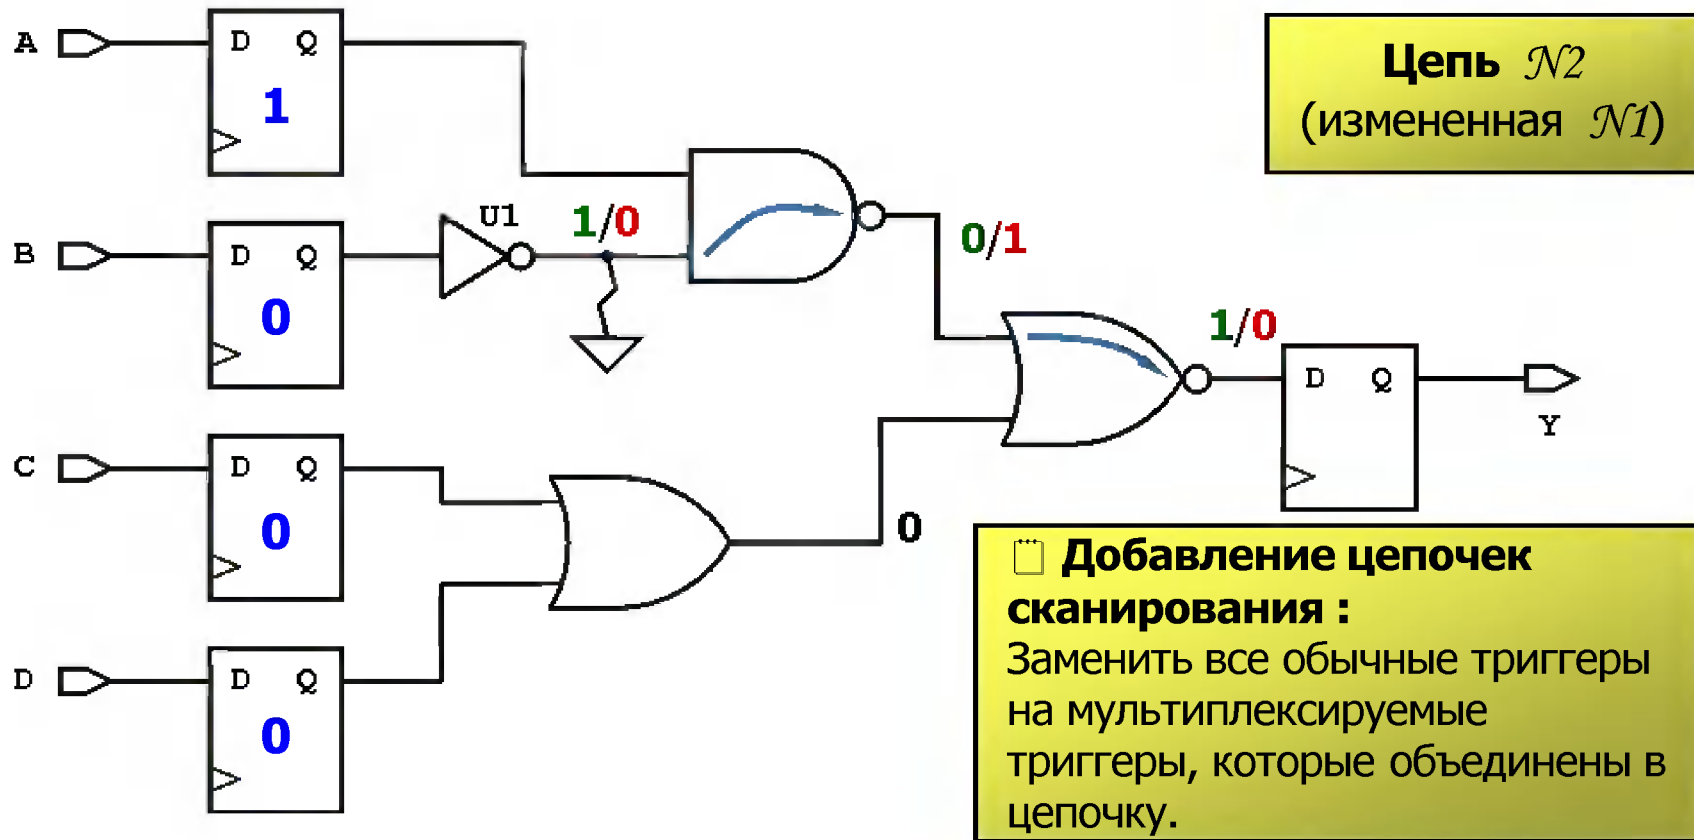 A
D Q
1
Цепь N2
(измененная N1)
U1
1/0
B
D Q
0
0/1
1/0
D Q
Y
C
D Q
0
0
D
D Q
0
Добавление цепочек
сканирования :
Заменить все обычные триггеры
на мультиплексируемые
триггеры, которые объединены в
цепочку.